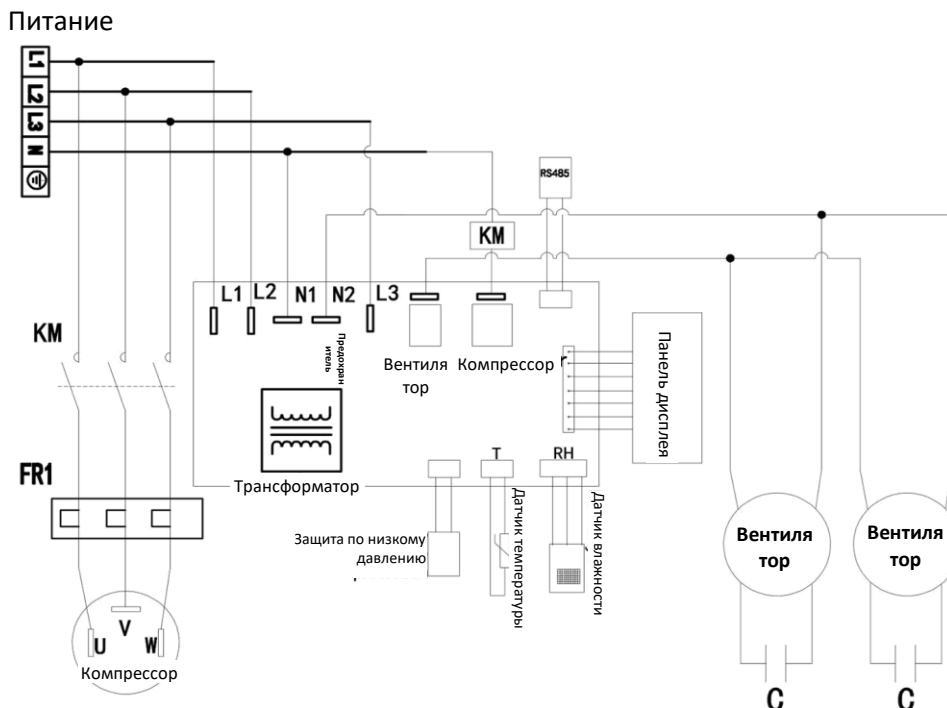 Питание
L1
L2
L3
N
RS485
KM
L1
L2
N1
N2
L3
Предохран
итель
Вентиля
тор
Компрессор
Панель дисплея
KM
Трансформатор
T
RH
FR1
Защита по низкому
давлению
Датчик температуры
Датчик влажности
Вентиля
тор
Вентиля
тор
U
V
W
Компрессор
C
C